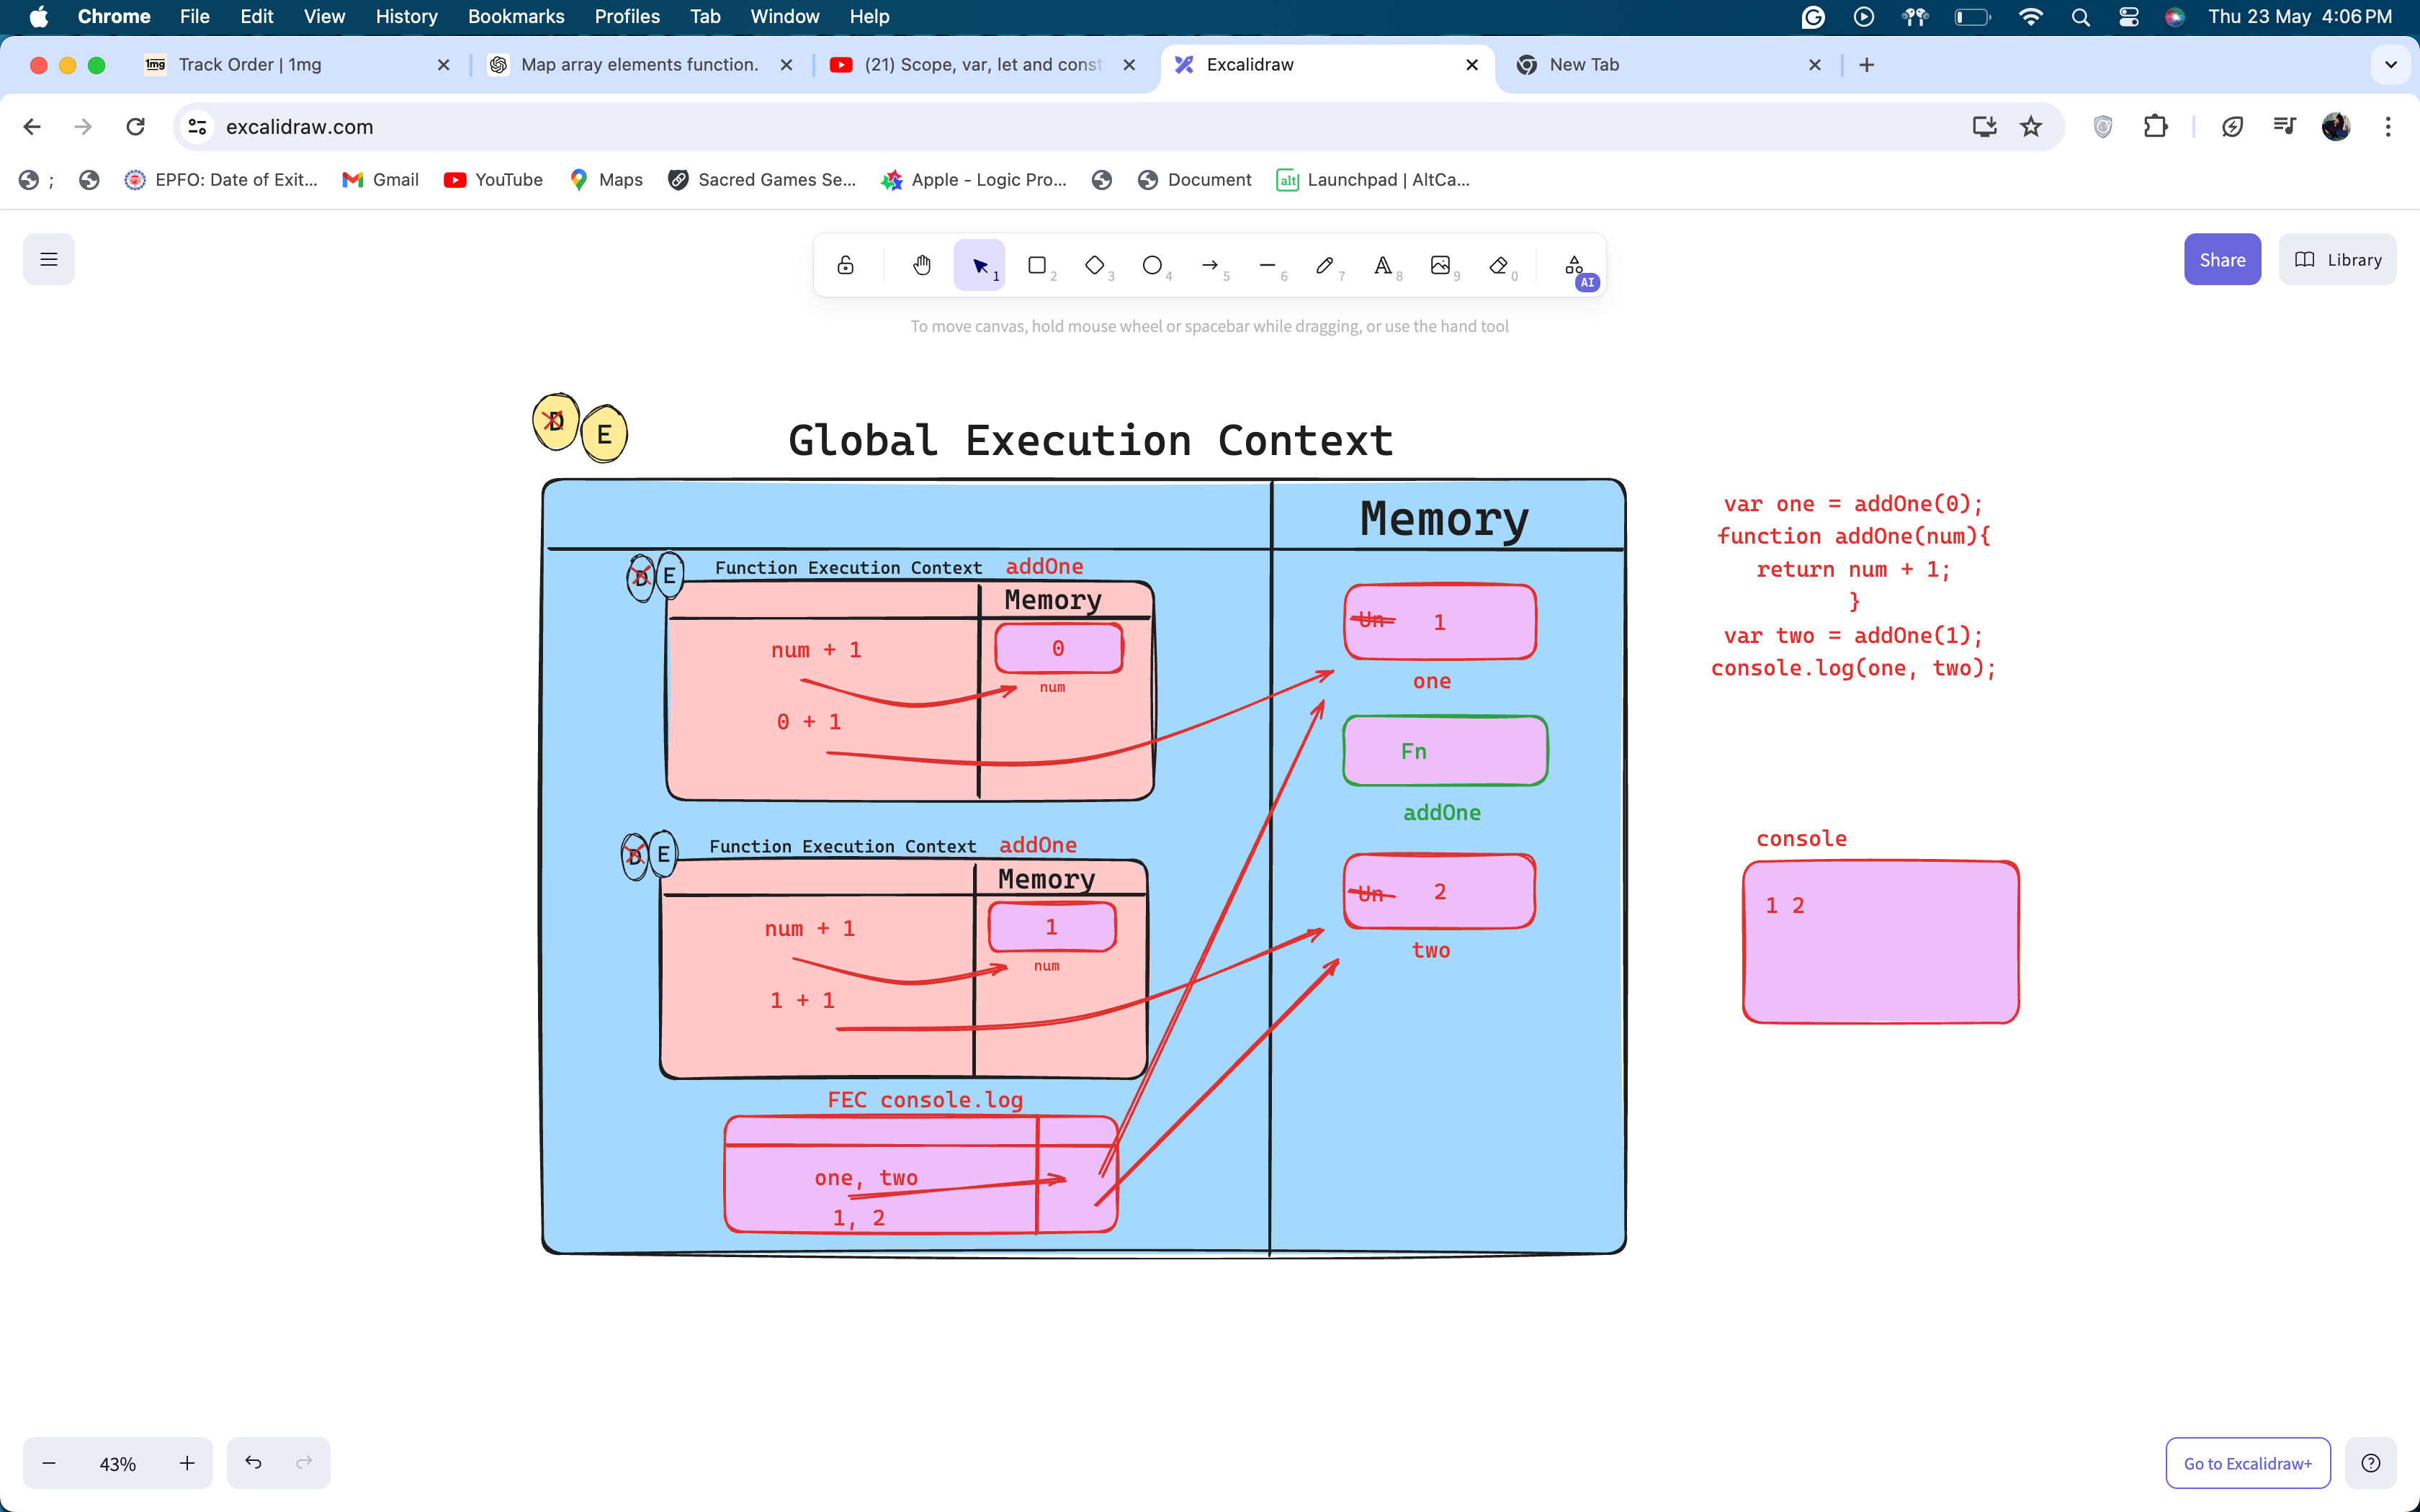 Chrome File Edit View History Bookmarks Profiles Tab Window Help Thu 23 May 4:06 PM
1mg Track Order | 1mg Map array elements function. (21) Scope, var, let and const Excalidraw New Tab
excalidraw.com
; EPFO: Date of Exit... Gmail YouTube Maps Sacred Games Se... Apple - Logic Pro... Document alt Launchpad | AltCa...
1 2 3 4 5 6 7 8 9 0 AI
Share Library
To move canvas, hold mouse wheel or spacebar while dragging, or use the hand tool
D E
Global Execution Context
Memory
D E Function Execution Context addOne
Memory
num + 1 0
num
0 + 1
Un 1
one
Fn
addOne
D E Function Execution Context addOne
Memory
num + 1 1
num
1 + 1
Un 2
two
FEC console.log
one, two
1, 2
var one = addOne(0);
function addOne(num){
return num + 1;
}
var two = addOne(1);
console.log(one, two);
console
1 2
43%
Go to Excalidraw+